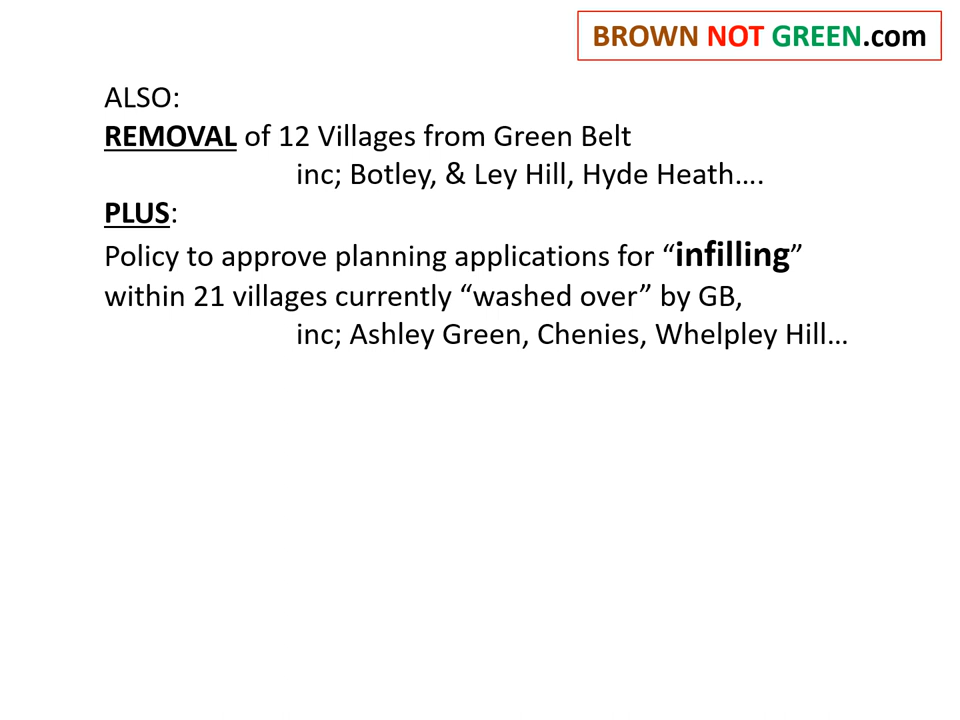 BROWN NOT GREEN.com
ALSO:
REMOVAL of 12 Villages from Green Belt
inc; Botley, & Ley Hill, Hyde Heath….
PLUS:
Policy to approve planning applications for “infilling”
within 21 villages currently “washed over” by GB,
inc; Ashley Green, Chenies, Whelpley Hill…